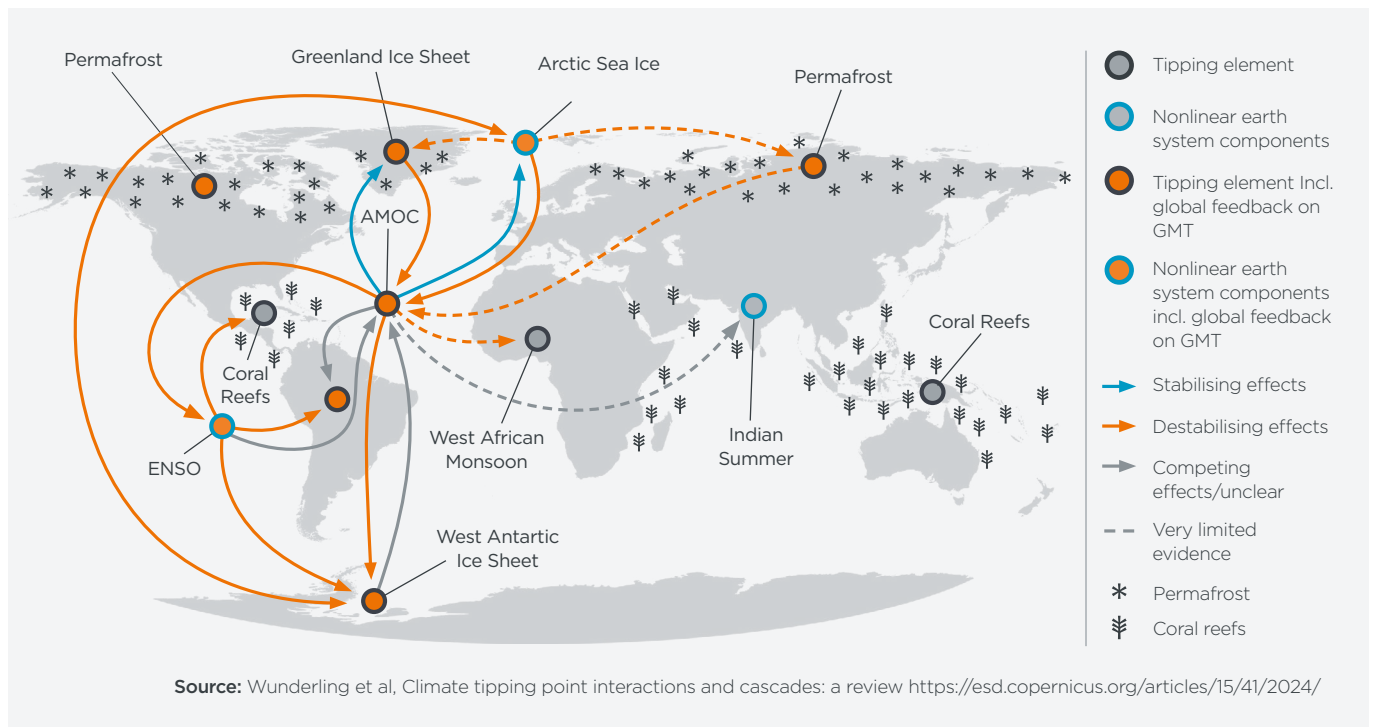 Permafrost
Greenland Ice Sheet
Arctic Sea Ice
Permafrost
AMOC
Coral
Reefs
ENSO
West African
Monsoon
Indian
Summer
Coral Reefs
West Antartic
Ice Sheet
Tipping element
Nonlinear earth
system components
Tipping element Incl.
global feedback on
GMT
Nonlinear earth
system components
incl. global feedback
on GMT
Stabilising effects
Destabilising effects
Competing
effects/unclear
Very limited
evidence
Permafrost
Coral reefs
Source: Wunderling et al, Climate tipping point interactions and cascades: a review https://esd.copernicus.org/articles/15/41/2024/